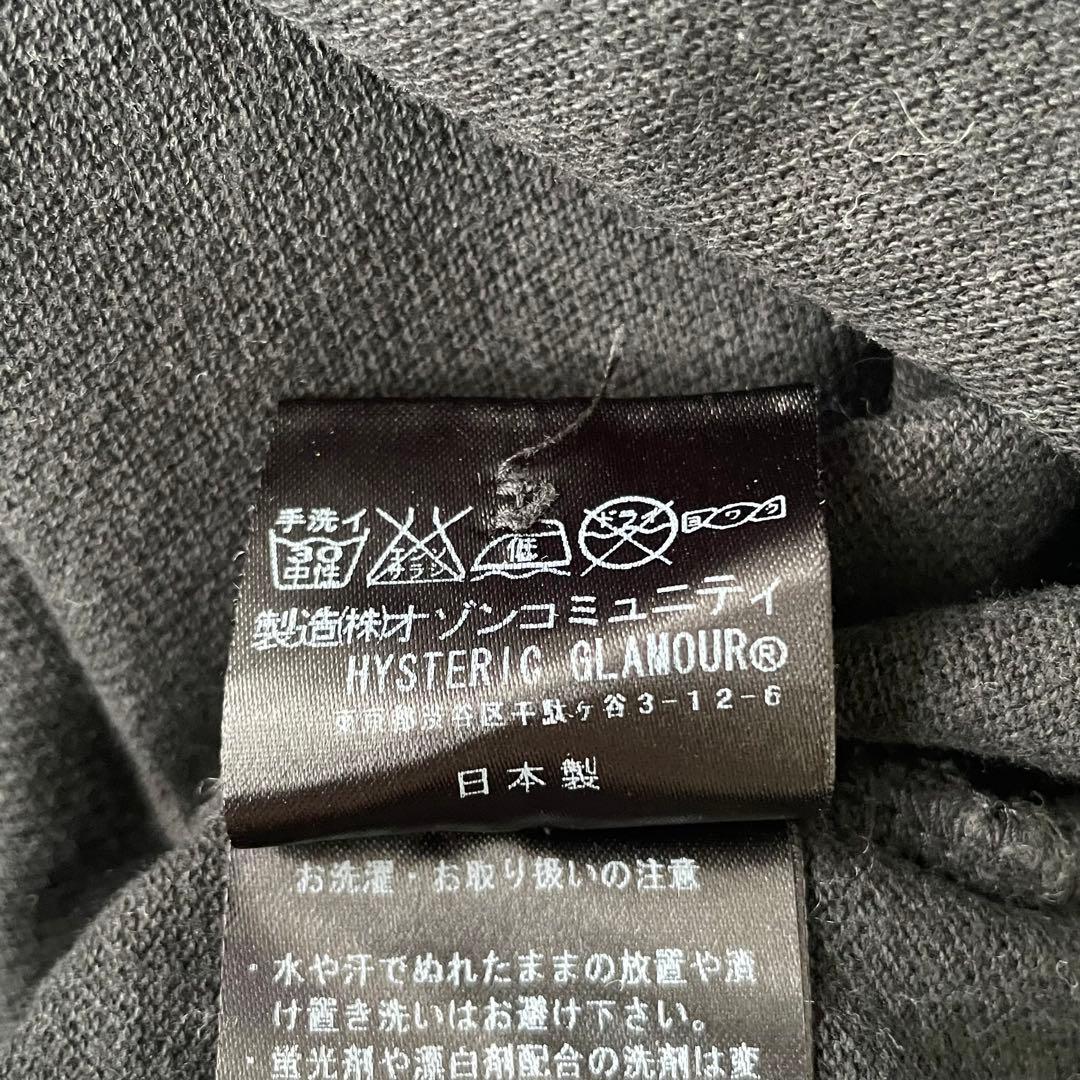 手洗イ
30
中性
エンソ
サラシ
低
ドライ
ヨワク
製造(株)オゾンコミュニティ
HYSTERIC GLAMOUR®
東京都渋谷区千駄ヶ谷3-12-6
日本製
お洗濯・お取り扱いの注意
・水や汗でぬれたままの放置や漬
け置き洗いはお避け下さい。
・蛍光剤や漂白剤配合の洗剤は変